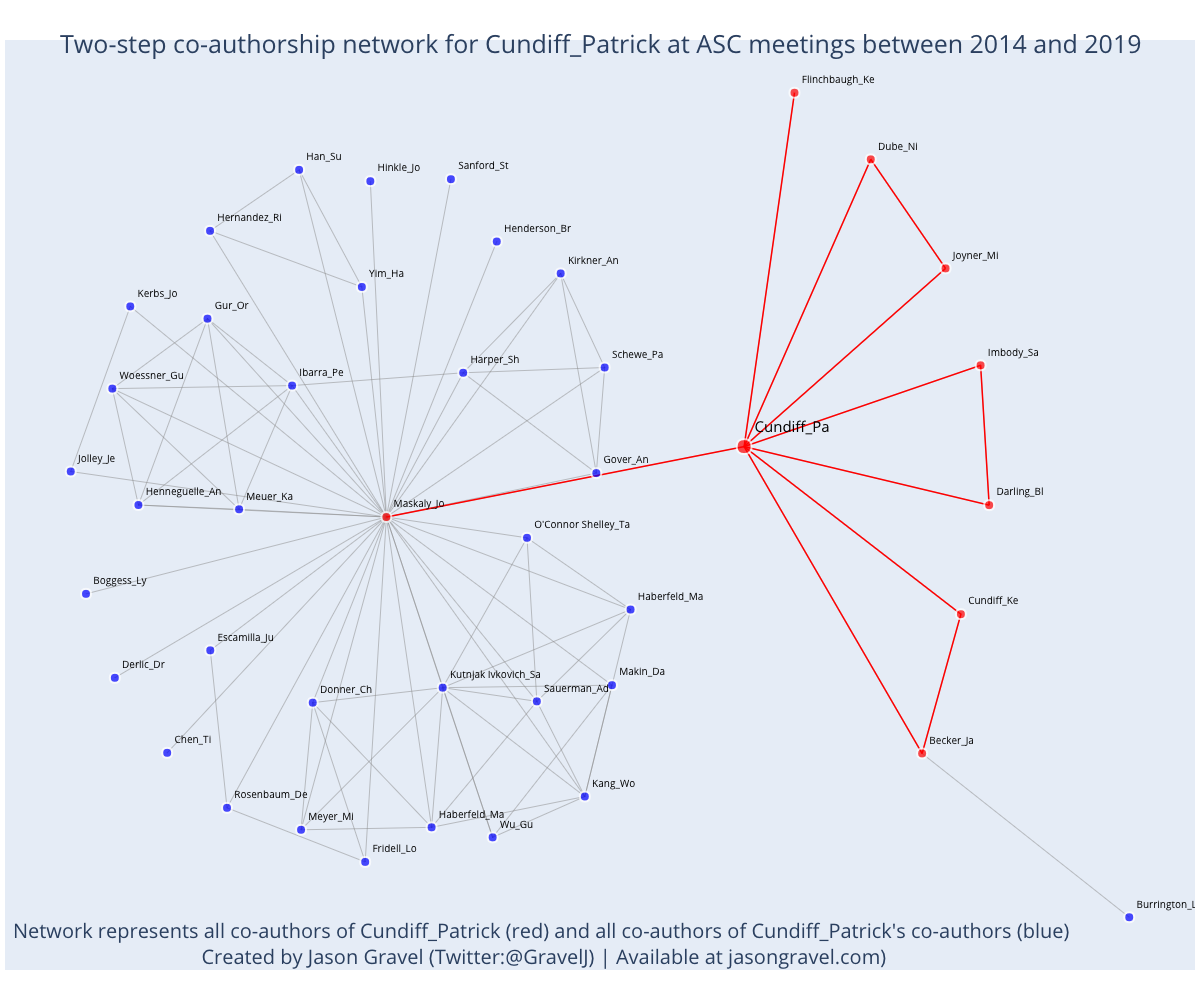 Two-step co-authorship network for Cundiff_Patrick at ASC meetings between 2014 and 2019
Flinchbaugh_Ke
Dube_Ni
Han_Su
Hinkle_Jo
Sanford_St
Hernandez_Ri
Henderson_Br
Joyner_Mi
Kirkner_An
Yim_Ha
Kerbs_Jo
Gur_Or
Imbody_Sa
Schewe_Pa
Harper_Sh
Woessner_Gu
Ibarra_Pe
Cundiff_Pa
Jolley_Je
Gover_An
Henneguelle_An
Meuer_Ka
Darling_Bl
Maskaly_Jo
O'Connor Shelley_Ta
Boggess_Ly
Haberfeld_Ma
Cundiff_Ke
Escamilla_Ju
Derlic_Dr
Kutnjak Ivkovich_Sa
Makin_Da
Donner_Ch
Sauerman_Ad
Chen_Ti
Becker_Ja
Kang_Wo
Rosenbaum_De
Meyer_Mi
Haberfeld_Ma
Wu_Gu
Fridell_Lo
Burrington_L
Network represents all co-authors of Cundiff_Patrick (red) and all co-authors of Cundiff_Patrick's co-authors (blue)
Created by Jason Gravel (Twitter:@GravelJ) | Available at jasongravel.com)